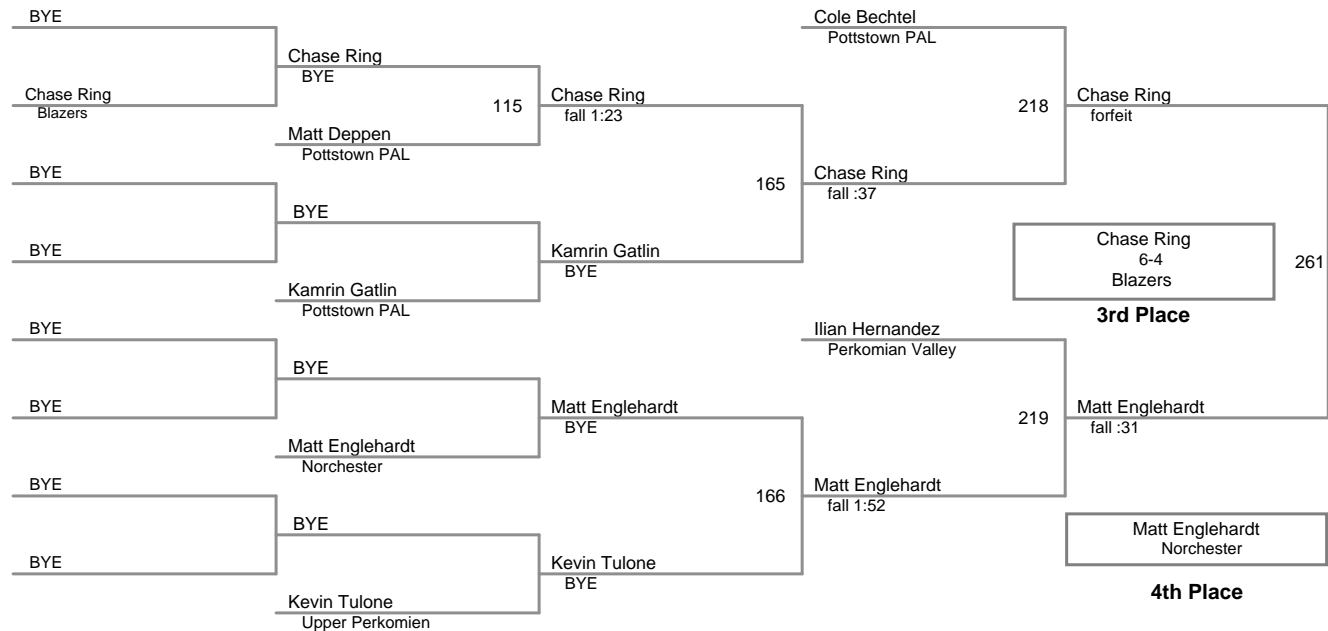 BYE
Chase Ring
Blazers
BYE
BYE
BYE
BYE
BYE
BYE
Chase Ring
BYE
Matt Deppen
Pottstown PAL
BYE
Kamrin Gatlin
Pottstown PAL
BYE
Matt Englehardt
Norchester
BYE
Kevin Tulone
Upper Perkomien
115
Chase Ring
fall 1:23
Kamrin Gatlin
BYE
Matt Englehardt
BYE
Kevin Tulone
BYE
165
166
Cole Bechtel
Pottstown PAL
Chase Ring
fall :37
Ilian Hernandez
Perkomian Valley
Matt Englehardt
fall 1:52
218
219
Chase Ring
forfeit
Matt Englehardt
fall :31
261
Chase Ring
6-4
Blazers
3rd Place
Matt Englehardt
Norchester
4th Place